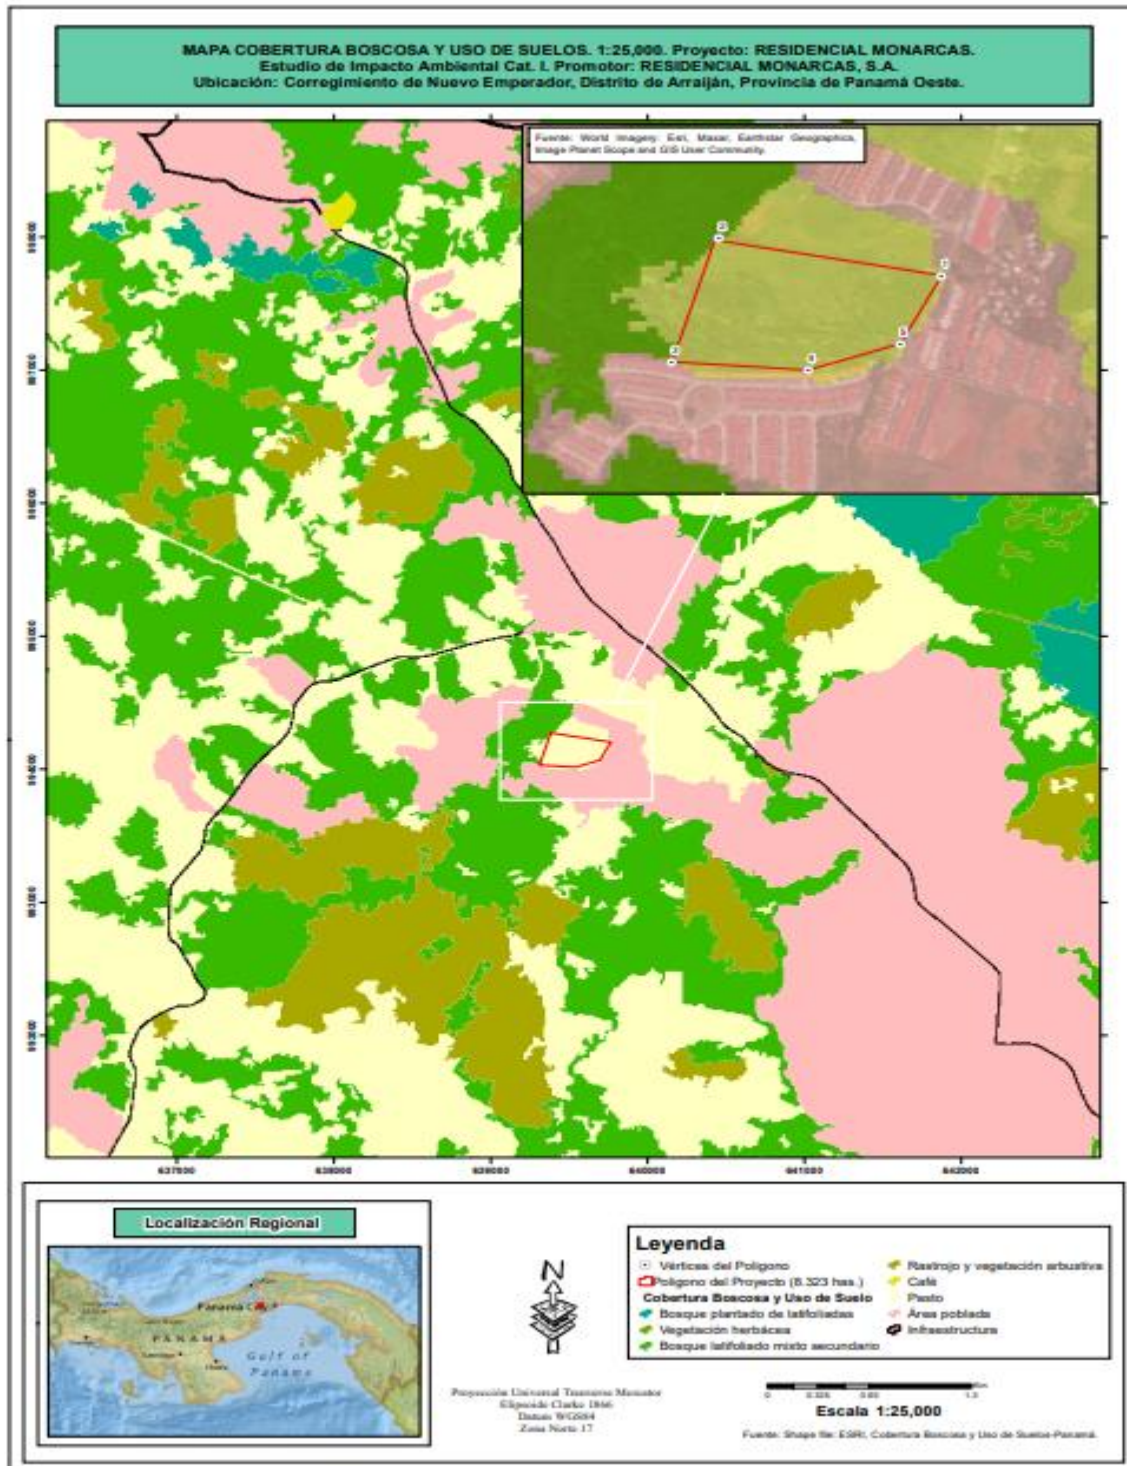 MAPA COBERTURA BOSCOSA Y USO DE SUELOS. 1:25,000. Proyecto: RESIDENCIAL MONARCAS.
Estudio de Impacto Ambiental Cat. I. Promotor: RESIDENCIAL MONARCAS, S.A.
Ubicación: Corregimiento de Nuevo Emperador, Distrito de Arraiján, Provincia de Panamá Oeste.
Fuente: World Imagery: Esri, Maxar, Earthstar Geographics,
Image Planet Scope and GIS User Community.
637000 638000 639000 640000 641000 642000
Localización Regional
Panamá
PANAMA
Gulf of
Panama
N
Proyección Universal Transverse Mercator
Elipsoide Clarke 1866
Datum WGS84
Zona Norte 17
Leyenda
Vértices del Polígono
Polígono del Proyecto (8.323 has.)
Cobertura Boscosa y Uso de Suelo
Bosque plantado de latifoliadas
Vegetación herbácea
Bosque latifoliado mixto secundario
Rastrojo y vegetación arbustiva
Café
Pasto
Área poblada
Infraestructura
Escala 1:25,000
Fuente: Shape file: ESRI, Cobertura Boscosa y Uso de Suelos-Panamá.